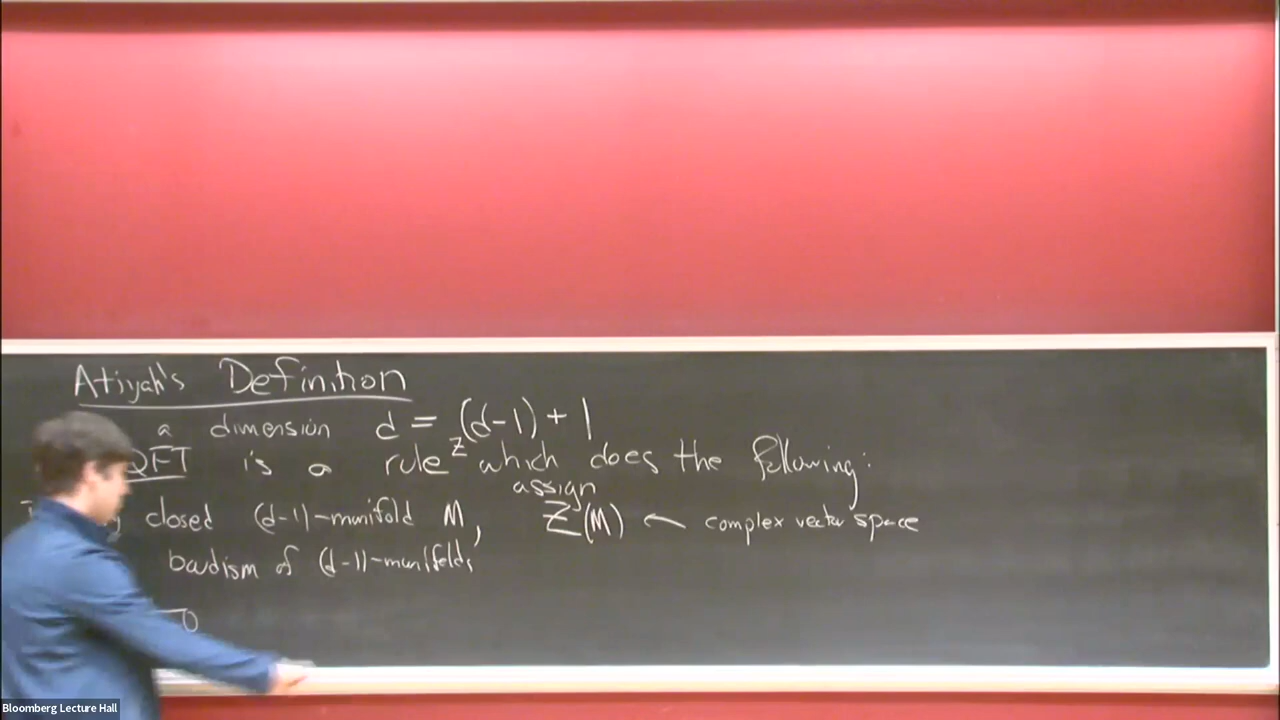 Atiyah's Definition
a dimension d = (d-1) + 1
QFT is a rule Z which does the following:
closed (d-1)-manifold M, assign Z(M) ← complex vector space
bordism of (d-1)-manifolds
Bloomberg Lecture Hall